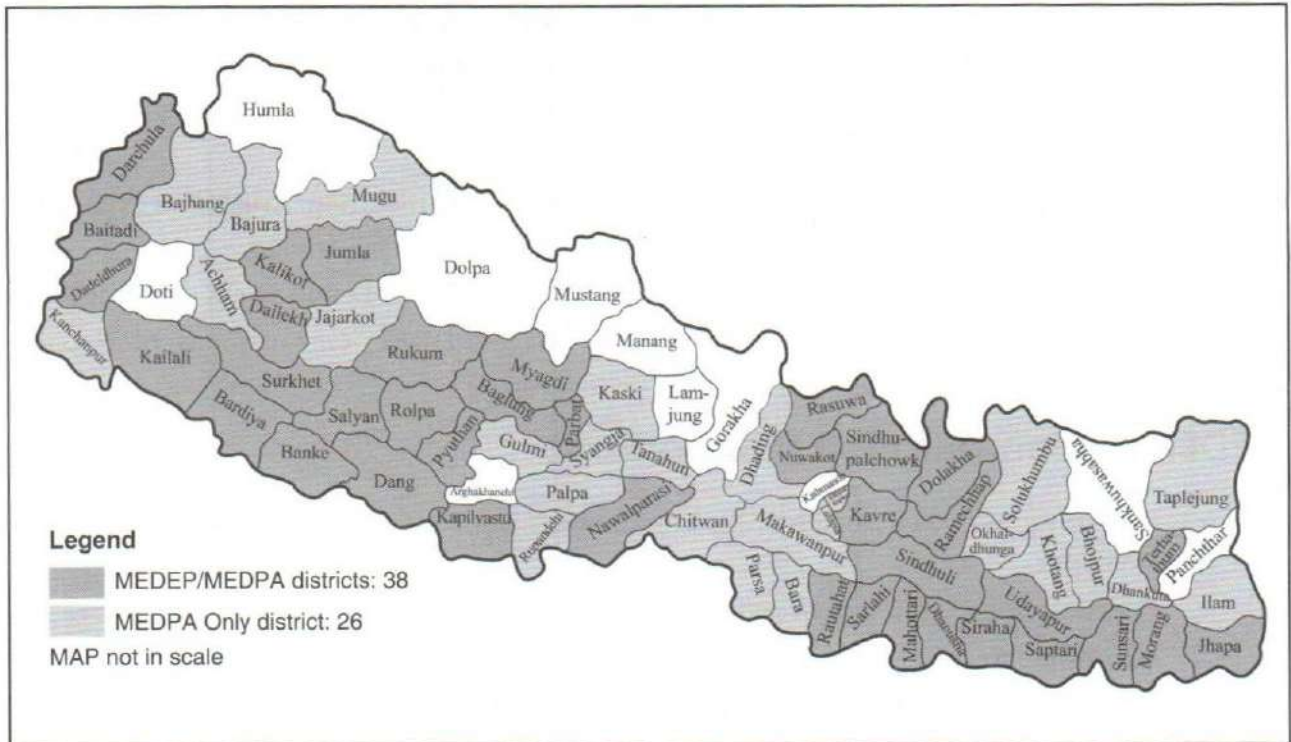 Humla
Darchula
Bajhang
Bajura
Mugu
Baitadi
Jumla
Kalikot
Dolpa
Dadeldhura
Doti
Achham
Dailekh
Jajarkot
Mustang
Kanchanpur
Kailali
Manang
Rukum
Myagdi
Surkhet
Kaski
Lam-
jung
Gorakha
Baglung
Parbat
Bardiya
Salyan
Rolpa
Rasuwa
Pyuthan
Gulmi
Syangja
Tanahun
Dhading
Nuwakot
Sindhu-
palchowk
Dolakha
Solukhumbu
Sankhuwasabha
Taplejung
Banke
Dang
Palpa
Ramechhap
Kavre
Kapilvastu
Nawalparasi
Chitwan
Makawanpur
Okhal-
dhunga
Khotang
Bhojpur
Panchthar
Sindhuli
Dhankuta
Ilam
Parsa
Bara
Udayapur
Rautahat
Sarlahi
Mahottari
Siraha
Saptari
Sunsari
Morang
Jhapa
Legend
MEDEP/MEDPA districts: 38
MEDPA Only district: 26
MAP not in scale